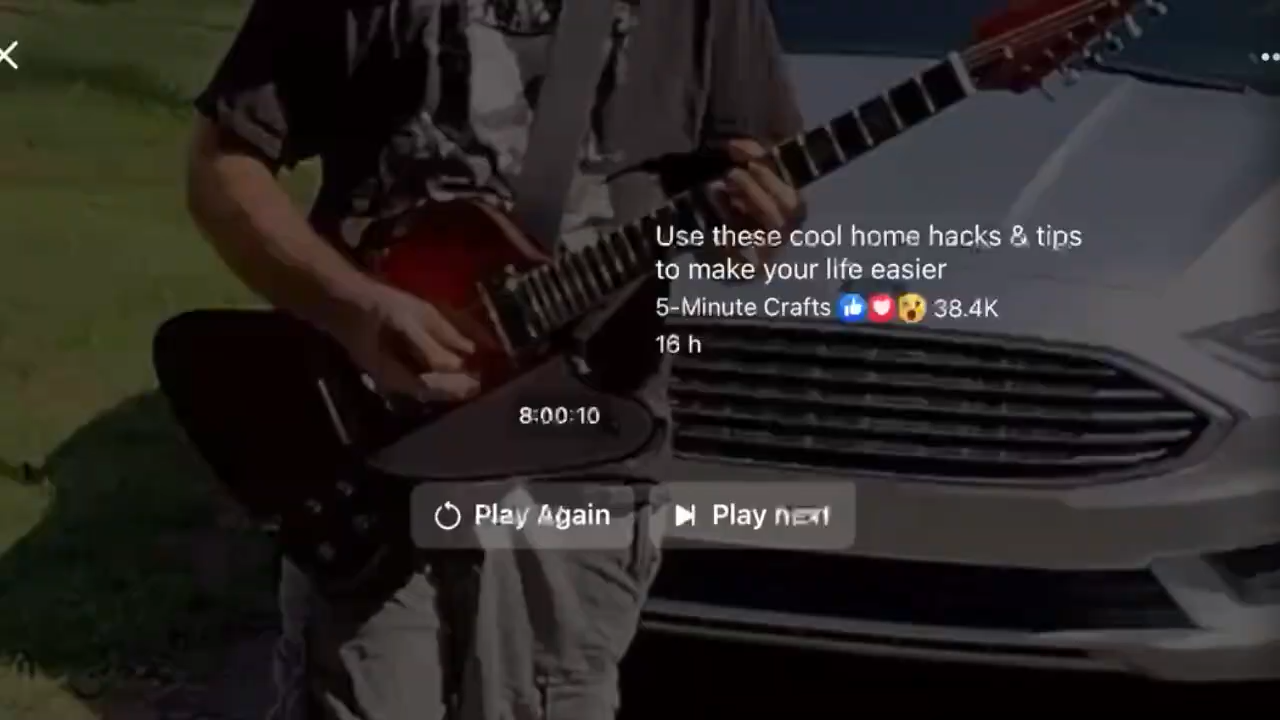 Use these cool home hacks & tips
to make your life easier
5-Minute Crafts 38.4K
16 h
8:00:10
Play Again
Play next